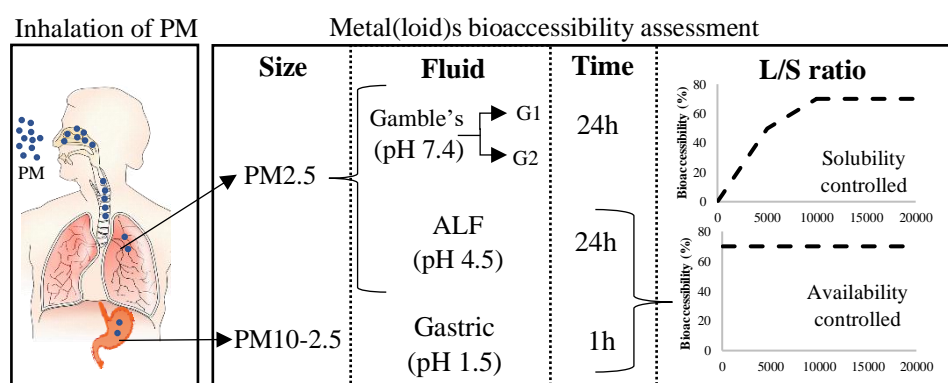 Inhalation of PM
Metal(loid)s bioaccessibility assessment
PM
Size
PM2.5
PM10-2.5
Fluid
Gamble's
(pH 7.4)
G1
G2
ALF
(pH 4.5)
Gastric
(pH 1.5)
Time
24h
24h
1h
L/S ratio
Bioaccessibility (%)
80
60
40
20
0
Solubility
controlled
0 5000 10000 15000 20000
Bioaccessibility (%)
80
60
40
20
0
Availability
controlled
0 5000 10000 15000 20000